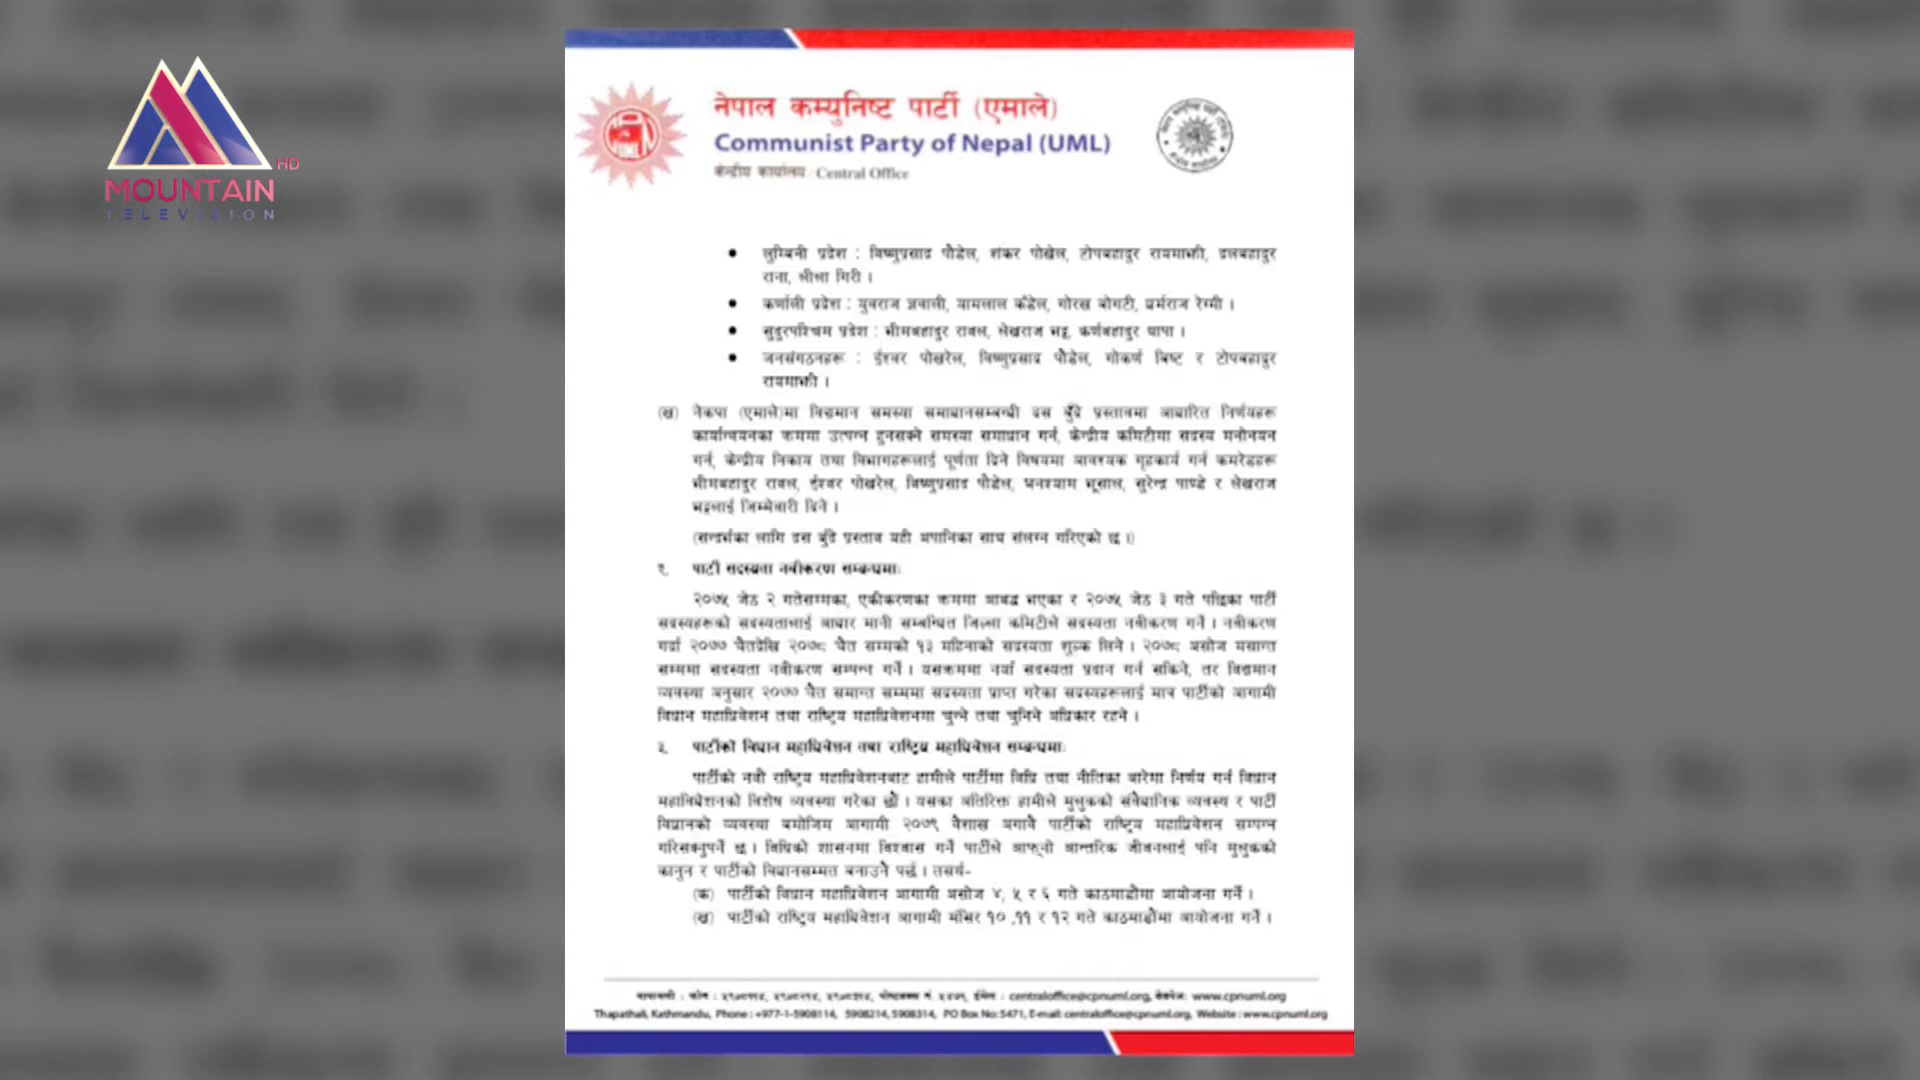 MOUNTAIN HD
TELEVISION
नेपाल कम्युनिष्ट पार्टी (एमाले)
Communist Party of Nepal (UML)
केन्द्रीय कार्यालय : Central Office
लुम्बिनी प्रदेश : विष्णुप्रसाद पौडेल, शंकर पोखेल, टोपबहादुर रायमाझी, दलबहादुर
राना, लीला गिरी ।
कर्णाली प्रदेश : युवराज ज्ञवाली, यामलाल कँडेल, गोरख बोगटी, धर्मराज रेग्मी ।
सुदुरपश्चिम प्रदेश : भीमबहादुर रावल, लेखराज भट्ट, कर्णबहादुर थापा ।
जनसंगठनहरू : ईश्वर पोखरेल, विष्णुप्रसाद पौडेल, गोकर्ण बिष्ट र टोपबहादुर
रायमाझी ।
(ख) नेकपा (एमाले)मा विद्यमान समस्या समाधानसम्बन्धी दस बुँदे प्रस्तावमा आधारित निर्णयहरू
कार्यान्वयनका क्रममा उत्पन्न हुनसक्ने समस्या समाधान गर्न, केन्द्रीय कमिटीमा सदस्य मनोनयन
गर्न, केन्द्रीय निकाय तथा विभागहरूलाई पूर्णता दिने विषयमा आवश्यक गृहकार्य गर्न कमरेडहरू
भीमबहादुर रावल, ईश्वर पोखरेल, विष्णुप्रसाद पौडेल, घनश्याम भूसाल, सुरेन्द्र पाण्डे र लेखराज
भट्टलाई जिम्मेवारी दिने ।
(सन्दर्भका लागि दस बुँदे प्रस्ताव यही अपानिका साथ संलग्न गरिएको छ ।)
२. पार्टी सदस्यता नवीकरण सम्बन्धमाः
२०७५ जेठ २ गतेसम्मका, एकीकरणका क्रममा आबद्ध भएका र २०७५ जेठ ३ गते पछिका पार्टी
सदस्यहरूको सदस्यतालाई आधार मानी सम्बन्धित जिल्ला कमिटीले सदस्यता नवीकरण गर्ने । नवीकरण
गर्दा २०७७ चैतदेखि २०७८ चैत सम्मको १३ महिनाको सदस्यता शुल्क लिने । २०७८ असोज मसान्त
सम्ममा सदस्यता नवीकरण सम्पन्न गर्ने । यसक्रममा नयाँ सदस्यता प्रदान गर्न सकिने, तर विद्यमान
व्यवस्था अनुसार २०७७ चैत समान्त सम्ममा सदस्यता प्राप्त गरेका सदस्यहरूलाई मात्र पार्टीको आगामी
विधान महाधिवेशन तथा राष्ट्रिय महाधिवेशनमा चुन्ने तथा चुनिने अधिकार रहने ।
३. पार्टीको विधान महाधिवेशन तथा राष्ट्रिय महाधिवेशन सम्बन्धमाः
पार्टीको नवौं राष्ट्रिय महाधिवेशनबाट हामीले पार्टीमा विधि तथा नीतिका बारेमा निर्णय गर्न विधान
महाधिवेशनको विशेष व्यवस्था गरेका छौं । यसका अतिरिक्त हामीले मुलुकको संवैधानिक व्यवस्य र पार्टी
विधानको व्यवस्था बमोजिम आगामी २०७९ वैशाख अगावै पार्टीको राष्ट्रिय महाधिवेशन सम्पन्न
गरिसक्नुपर्ने छ । विधिको शासनमा विश्वास गर्ने पार्टीले आफ्नो आन्तरिक जीवनलाई पनि मुलुकको
कानुन र पार्टीको विधानसम्मत बनाउनै पर्छ । तसर्थ-
(क) पार्टीको विधान महाधिवेशन आगामी असोज ४, ५ र ६ गते काठमाडौंमा आयोजना गर्ने ।
(ख) पार्टीको राष्ट्रिय महाधिवेशन आगामी मंसिर १० ,११ र १२ गते काठमाडौंमा आयोजना गर्ने ।
फोन : ५९०८११४, ५९०८२१४, ५९०८३१४, पोष्टबक्स नं. ५४७१, ईमेल : centraloffice@cpnuml.org, वेबपेज: www.cpnuml.org
Thapathali, Kathmandu, Phone : +977-1-5908114, 5908214, 5908314, PO Box No: 5471, E-mail: centraloffice@cpnuml.org, Website : www.cpnuml.org